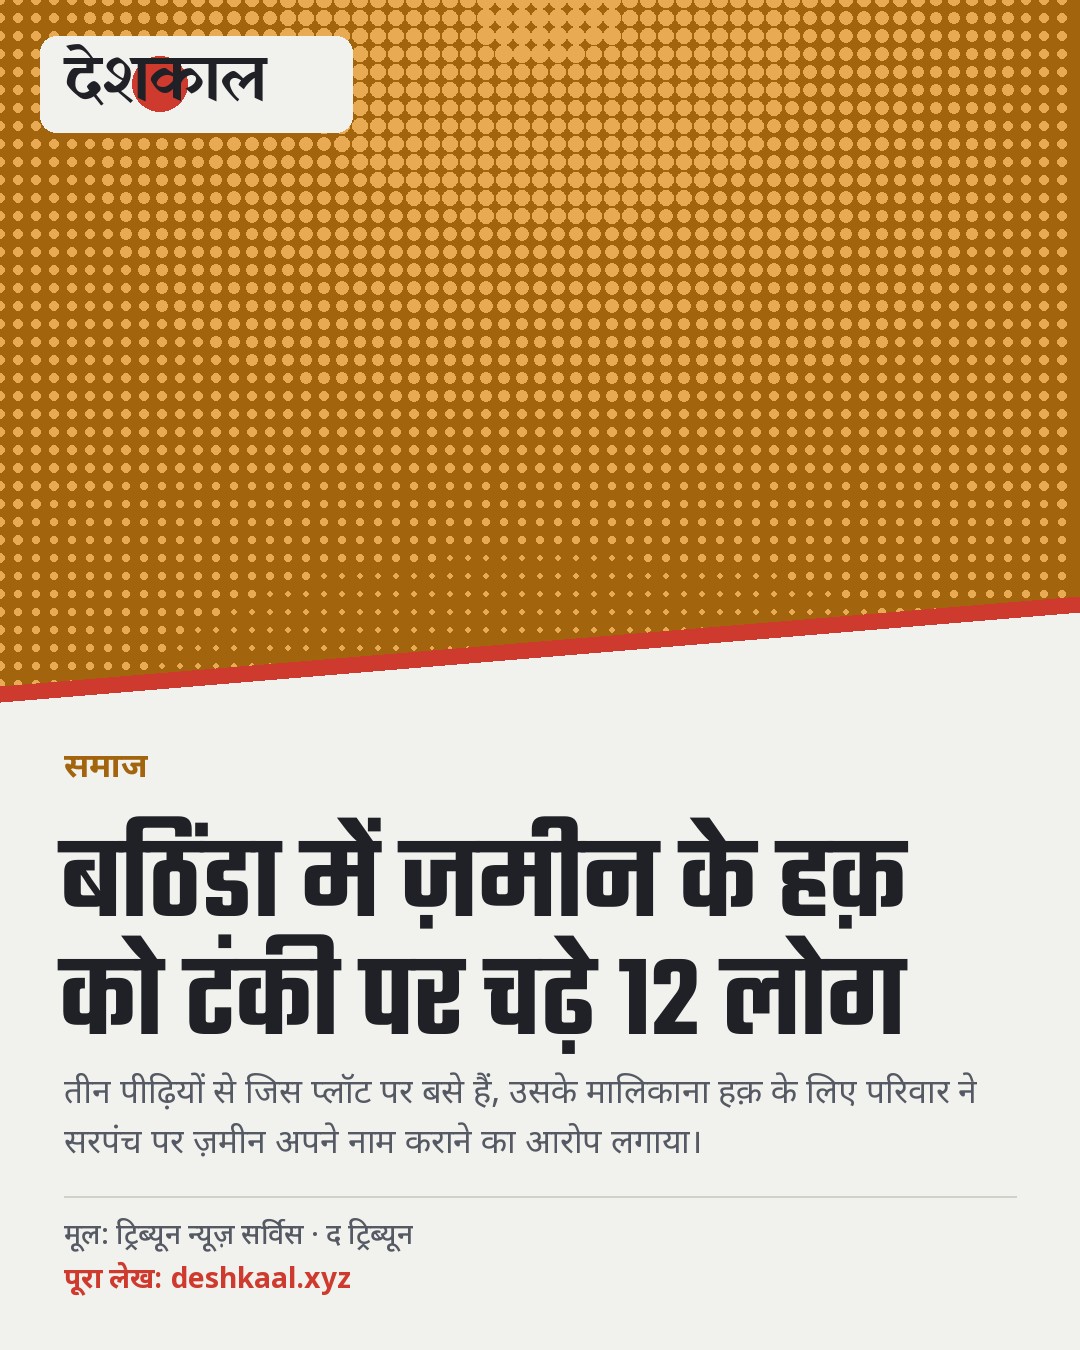 देशकाल
समाज
बठिंडा में ज़मीन के हक़
को टंकी पर चढ़े 12 लोग
तीन पीढ़ियों से जिस प्लॉट पर बसे हैं, उसके मालिकाना हक़ के लिए परिवार ने
सरपंच पर ज़मीन अपने नाम कराने का आरोप लगाया।
मूल: ट्रिब्यून न्यूज़ सर्विस · द ट्रिब्यून
पूरा लेख: deshkaal.xyz